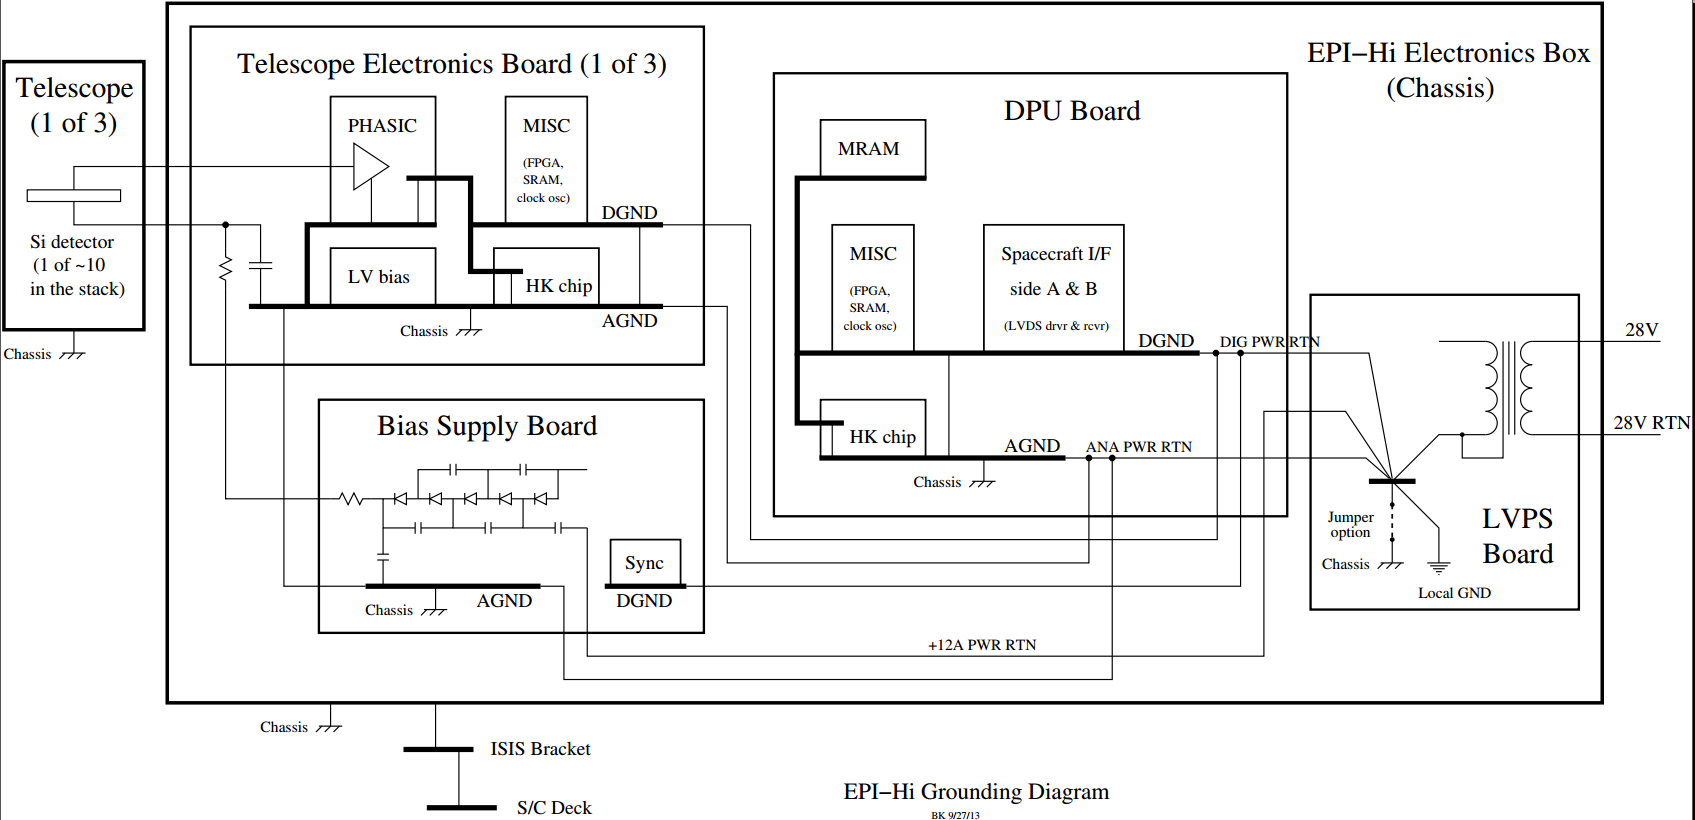 EPI−Hi Electronics Box
(Chassis)
Telescope
(1 of 3)
Si detector
(1 of ~10
in the stack)
Chassis
Telescope Electronics Board (1 of 3)
PHASIC
MISC
(FPGA,
SRAM,
clock osc)
DGND
LV bias
HK chip
AGND
Chassis
Bias Supply Board
Sync
AGND
DGND
Chassis
DPU Board
MRAM
MISC
(FPGA,
SRAM,
clock osc)
Spacecraft I/F
side A & B
(LVDS drvr & rcvr)
DGND
DIG PWR RTN
HK chip
AGND
ANA PWR RTN
Chassis
+12A PWR RTN
28V
28V RTN
LVPS
Board
Jumper
option
Chassis
Local GND
Chassis
ISIS Bracket
S/C Deck
EPI−Hi Grounding Diagram
BK 9/27/13